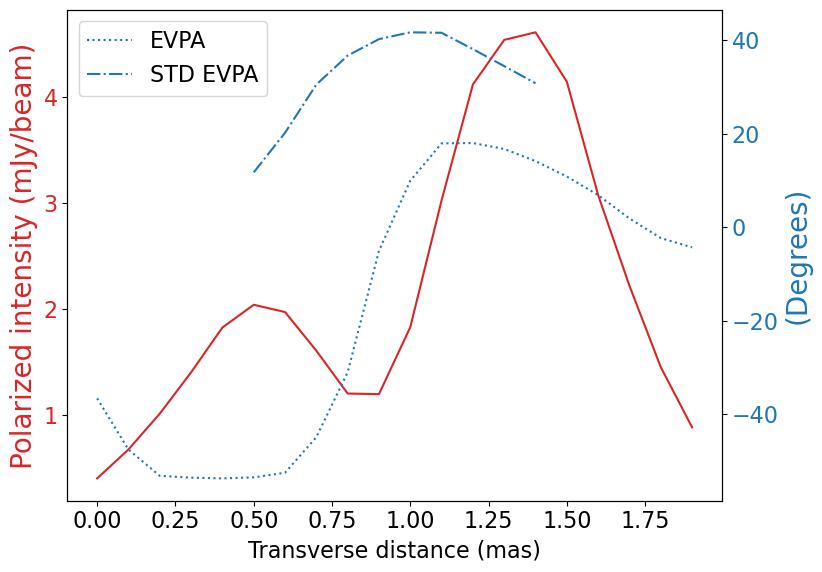 EVPA
STD EVPA
Polarized intensity (mJy/beam)
4
3
2
1
40
20
0
−20
−40
(Degrees)
0.00 0.25 0.50 0.75 1.00 1.25 1.50 1.75
Transverse distance (mas)